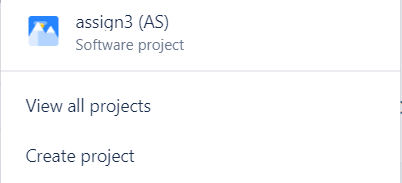 assign3 (AS)
Software project
View all projects
Create project